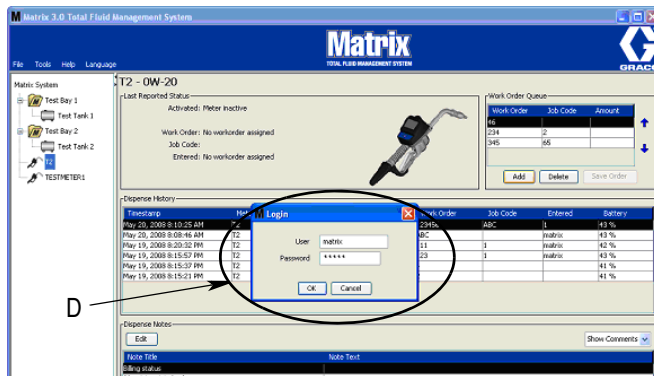 Matrix 3.0 Total Fluid Management System
Matrix
TOTAL FLUID MANAGEMENT SYSTEM
GRACO
File Tools Help Language
Matrix System
Test Bay 1
Test Tank 1
Test Bay 2
Test Tank 2
T2
TESTMETER1
T2 - 0W-20
Last Reported Status
Activated: Meter Inactive
Work Order: No workorder assigned
Job Code:
Entered: No workorder assigned
Work Order Queue
Work Order Job Code Amount
46
234 2
345 65
Add Delete Save Order
Dispense History
Timestamp Work Order Job Code Entered Battery
May 20, 2008 8:10:25 AM T2 ABC 1 43 %
May 20, 2008 8:08:46 AM T2 matrix 43 %
May 19, 2008 8:20:32 PM T2 11 1 matrix 42 %
May 19, 2008 8:15:57 PM T2 23 1 matrix 43 %
May 19, 2008 8:15:37 PM T2 41 %
May 19, 2008 8:15:21 PM T2 41 %
Login
User matrix
Password *****
OK Cancel
D
Dispense Notes
Edit Show Comments
Note Title Note Text
Billing status